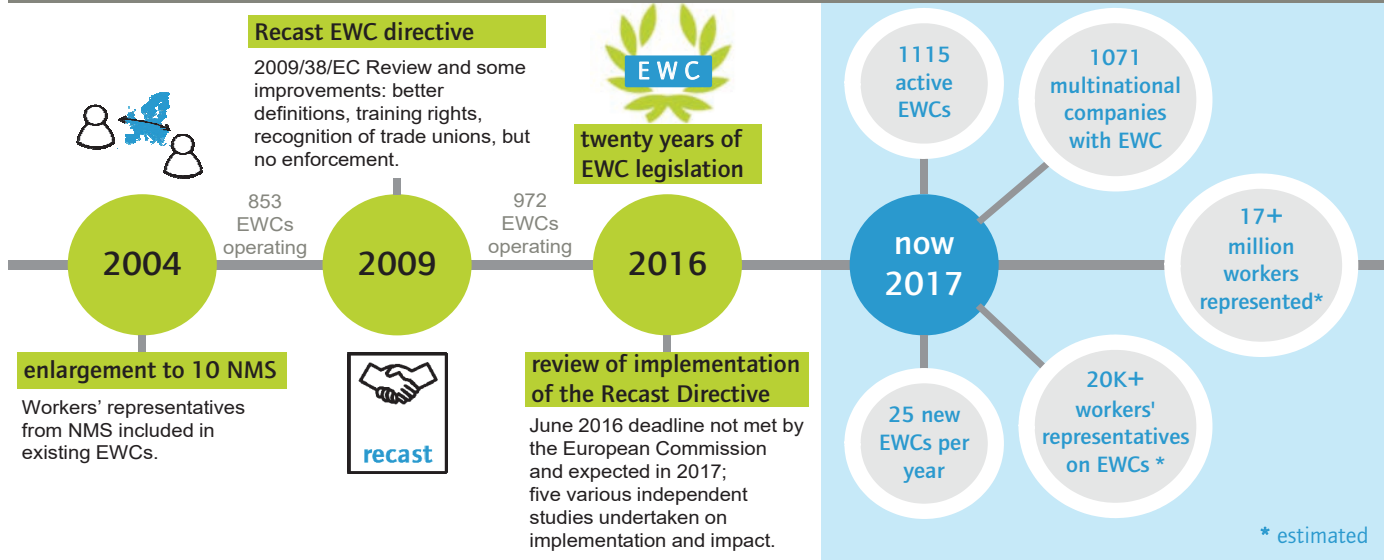 Recast EWC directive
2009/38/EC Review and some
improvements: better
definitions, training rights,
recognition of trade unions, but
no enforcement.
E W C
twenty years of
EWC legislation
2004
853
EWCs
operating
2009
972
EWCs
operating
2016
enlargement to 10 NMS
Workers' representatives
from NMS included in
existing EWCs.
recast
review of implementation
of the Recast Directive
June 2016 deadline not met by
the European Commission
and expected in 2017;
five various independent
studies undertaken on
implementation and impact.
now
2017
1115
active
EWCs
1071
multinational
companies
with EWC
17+
million
workers
represented*
20K+
workers'
representatives
on EWCs *
25 new
EWCs per
year
* estimated